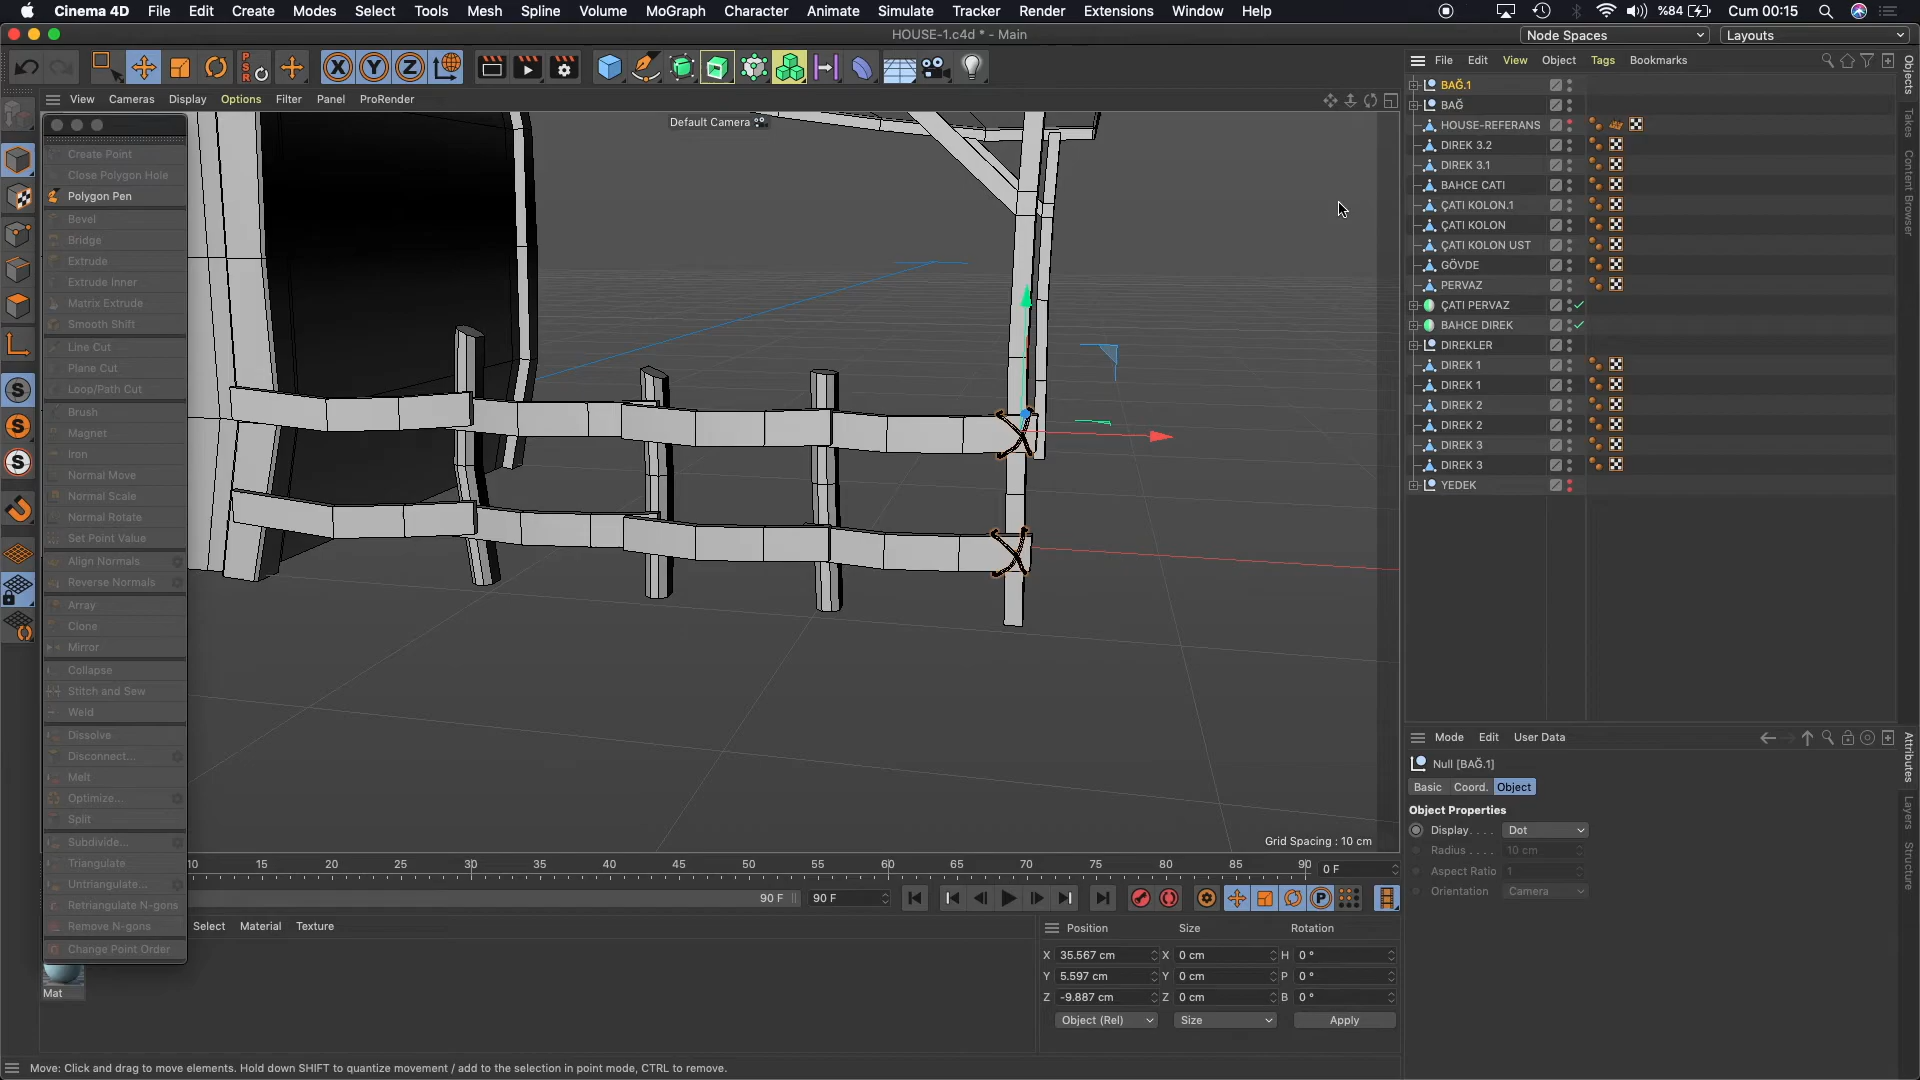 Cinema 4D File Edit Create Modes Select Tools Mesh Spline Volume MoGraph Character Animate Simulate Tracker Render Extensions Window Help %84 Cum 00:15
HOUSE-1.c4d * - Main
Node Spaces
Layouts
View Cameras Display Options Filter Panel ProRender
Default Camera
Create Point
Close Polygon Hole
Polygon Pen
Bevel
Bridge
Extrude
Extrude Inner
Matrix Extrude
Smooth Shift
Line Cut
Plane Cut
Loop/Path Cut
Brush
Magnet
Iron
Normal Move
Normal Scale
Normal Rotate
Set Point Value
Align Normals
Reverse Normals
Array
Clone
Mirror
Collapse
Stitch and Sew
Weld
Dissolve
Disconnect...
Melt
Optimize...
Split
Subdivide...
Triangulate
Untriangulate...
Retriangulate N-gons
Remove N-gons
Change Point Order
Grid Spacing : 10 cm
10 15 20 25 30 35 40 45 50 55 60 65 70 75 80 85 90 0 F
90 F 90 F
Select Material Texture
Mat
Position Size Rotation
X 35.567 cm X 0 cm H 0 °
Y 5.597 cm Y 0 cm P 0 °
Z -9.887 cm Z 0 cm B 0 °
Object (Rel) Size Apply
Move: Click and drag to move elements. Hold down SHIFT to quantize movement / add to the selection in point mode, CTRL to remove.
File Edit View Object Tags Bookmarks
BAĞ.1
BAĞ
HOUSE-REFERANS
DIREK 3.2
DIREK 3.1
BAHCE CATI
ÇATI KOLON.1
ÇATI KOLON
ÇATI KOLON UST
GÖVDE
PERVAZ
ÇATI PERVAZ
BAHCE DIREK
DIREKLER
DIREK 1
DIREK 1
DIREK 2
DIREK 2
DIREK 3
DIREK 3
YEDEK
Objects
Takes
Content Browser
Mode Edit User Data
Null [BAĞ.1]
Basic Coord. Object
Object Properties
Display. . . . Dot
Radius . . . . 10 cm
Aspect Ratio 1
Orientation Camera
Attributes
Layers
Structure